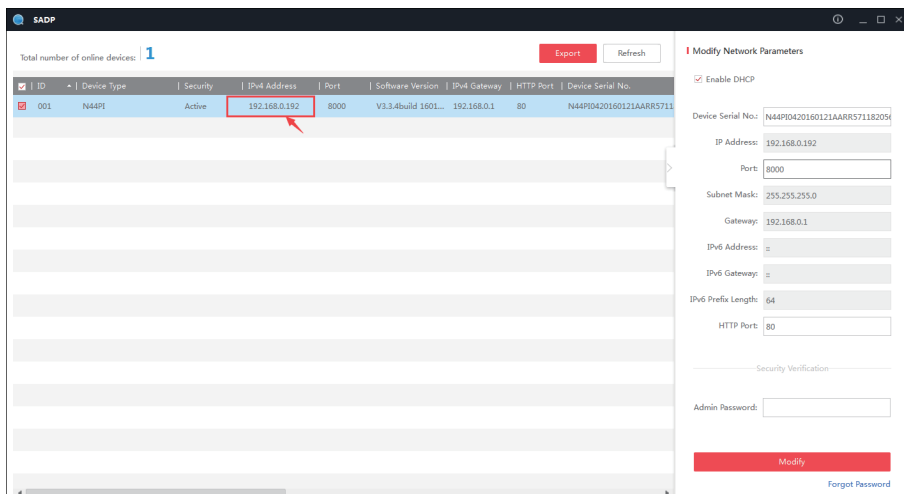 SADP
Total number of online devices: 1
Export
Refresh
ID
Device Type
Security
IPv4 Address
Port
Software Version
IPv4 Gateway
HTTP Port
Device Serial No.
001
N44PI
Active
192.168.0.192
8000
V3.3.4build 1601...
192.168.0.1
80
N44PI0420160121AARR5711
Modify Network Parameters
Enable DHCP
Device Serial No.: N44PI0420160121AARR57118205
IP Address: 192.168.0.192
Port: 8000
Subnet Mask: 255.255.255.0
Gateway: 192.168.0.1
IPv6 Address: ::
IPv6 Gateway: ::
IPv6 Prefix Length: 64
HTTP Port: 80
Security Verification
Admin Password:
Modify
Forgot Password